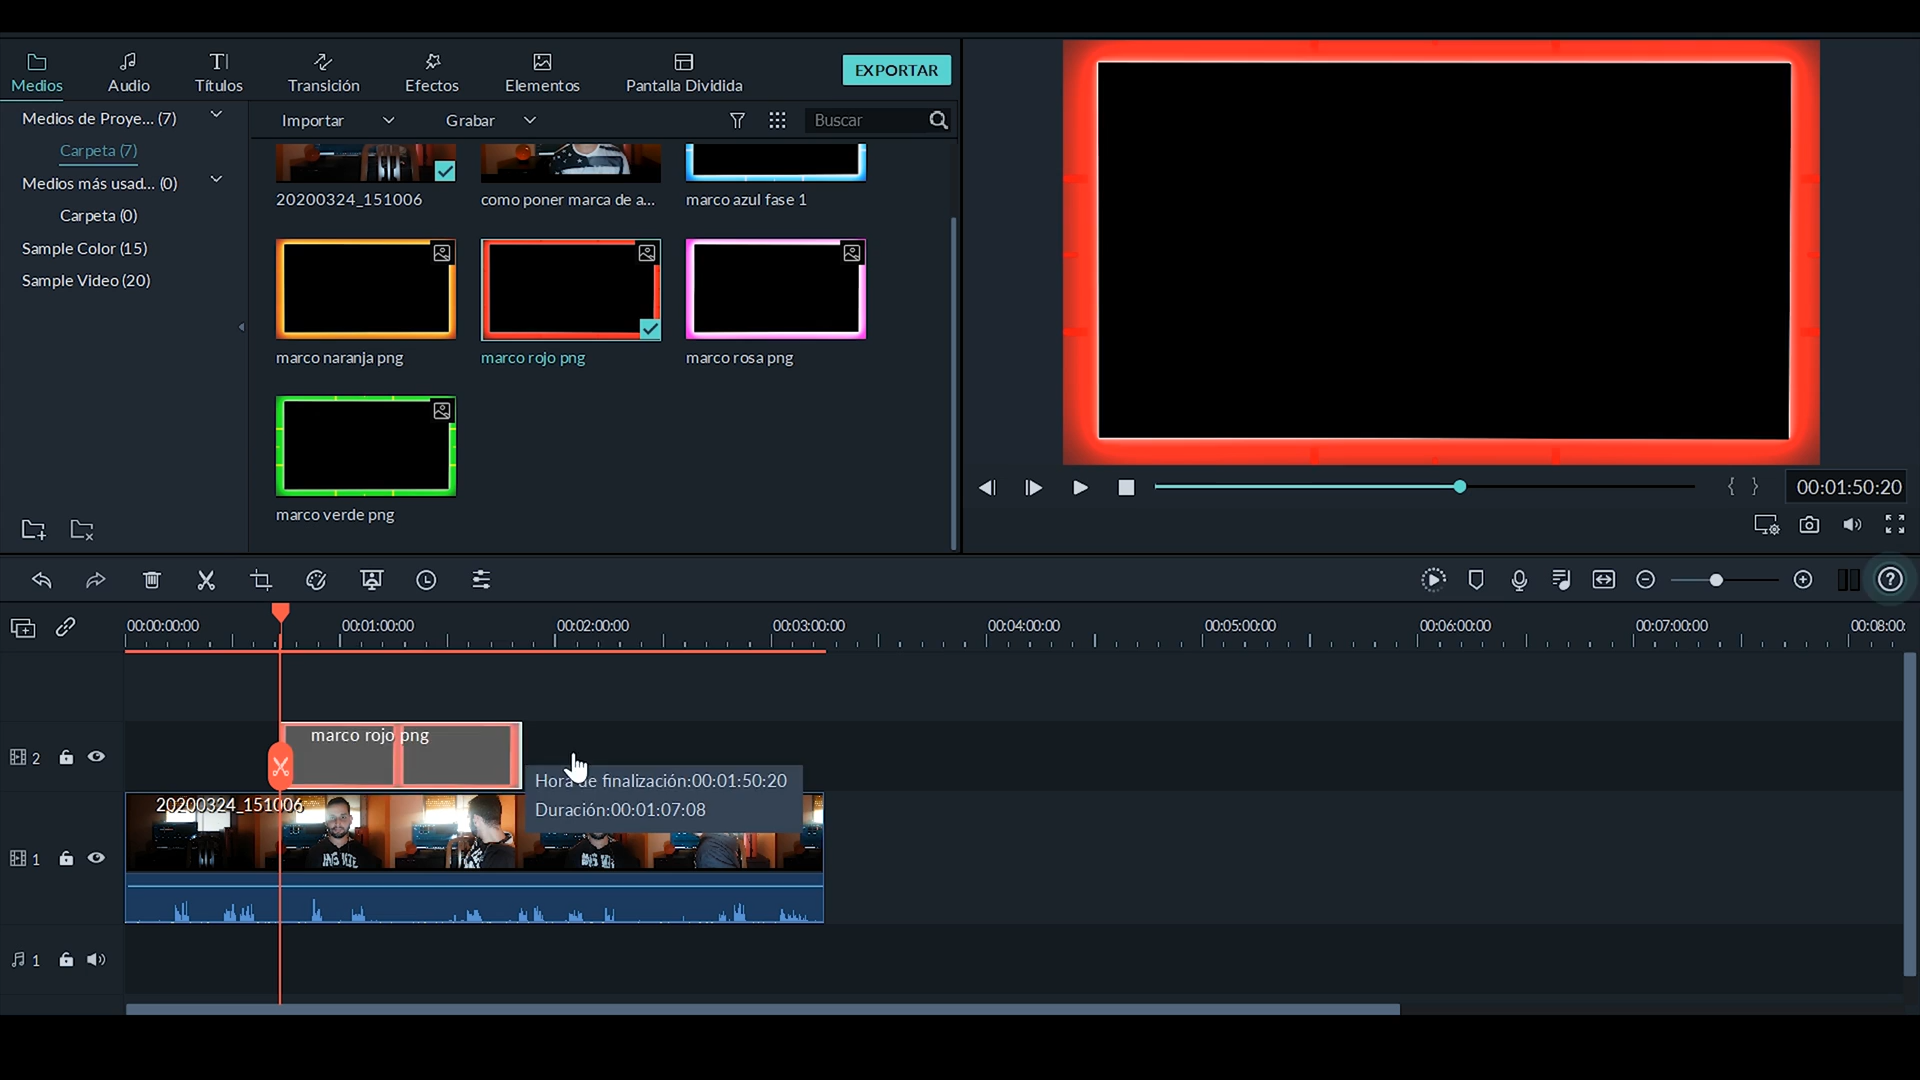 Medios
Audio
Títulos
Transición
Efectos
Elementos
Pantalla Dividida
EXPORTAR
Medios de Proye... (7)
Carpeta (7)
Medios más usad... (0)
Carpeta (0)
Sample Color (15)
Sample Video (20)
Importar
Grabar
Buscar
20200324_151006
como poner marca de a...
marco azul fase 1
marco naranja png
marco rojo png
marco rosa png
marco verde png
{ }
00:01:50:20
00:00:00:00
00:01:00:00
00:02:00:00
00:03:00:00
00:04:00:00
00:05:00:00
00:06:00:00
00:07:00:00
00:08:00:
2
marco rojo png
Hora de finalización:00:01:50:20
Duración:00:01:07:08
1
20200324_151006
1